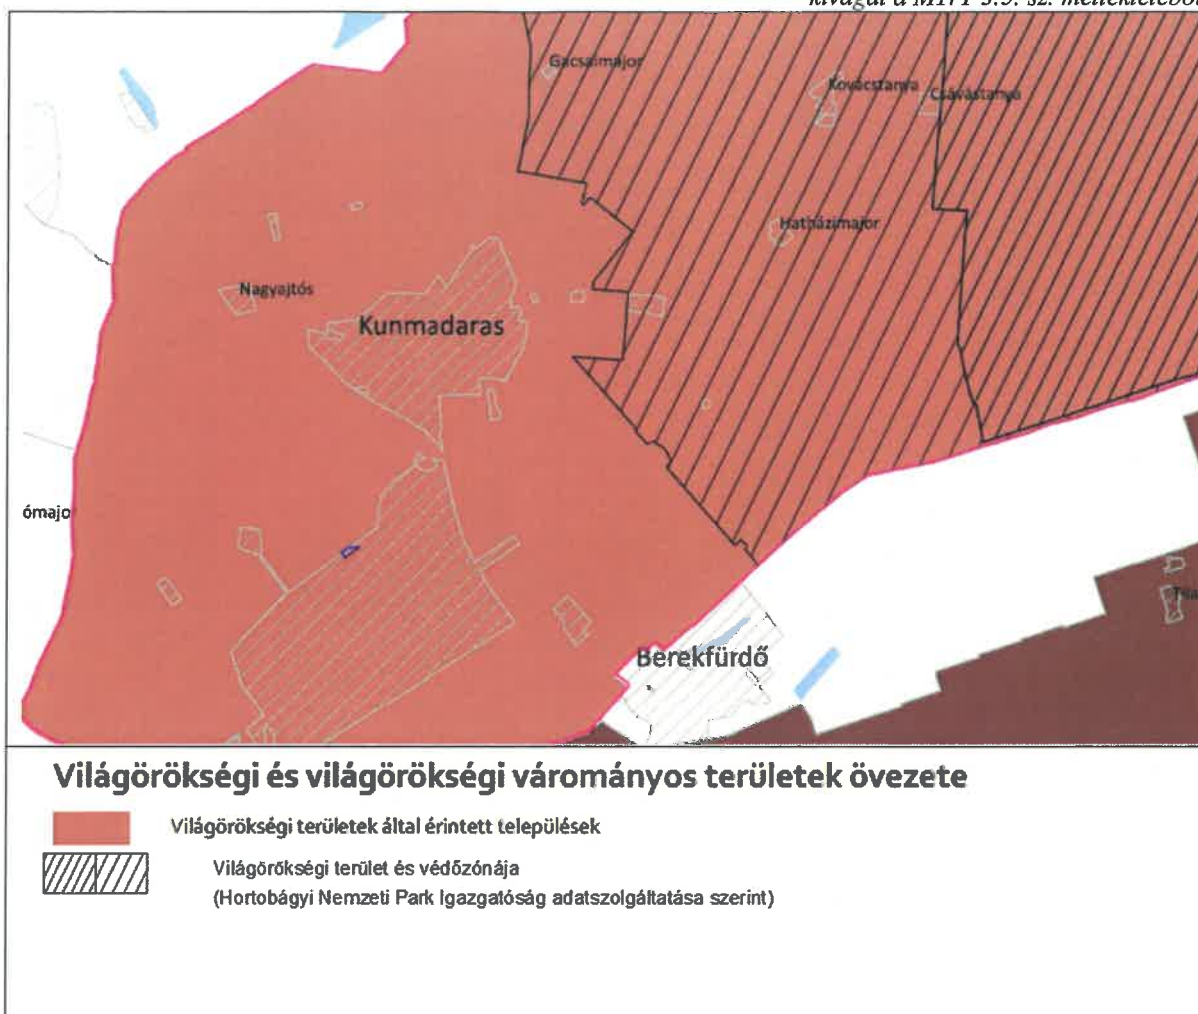 Gacsaimajor
Kovácstanya
Csávástanya
Hatházimajor
Nagyajtós
Kunmadaras
ómajo
Berekfürdő
Világörökségi és világörökségi várományos területek övezete
Világörökségi területek által érintett települések
Világörökségi terület és védőzónája
(Hortobágyi Nemzeti Park Igazgatóság adatszolgáltatása szerint)